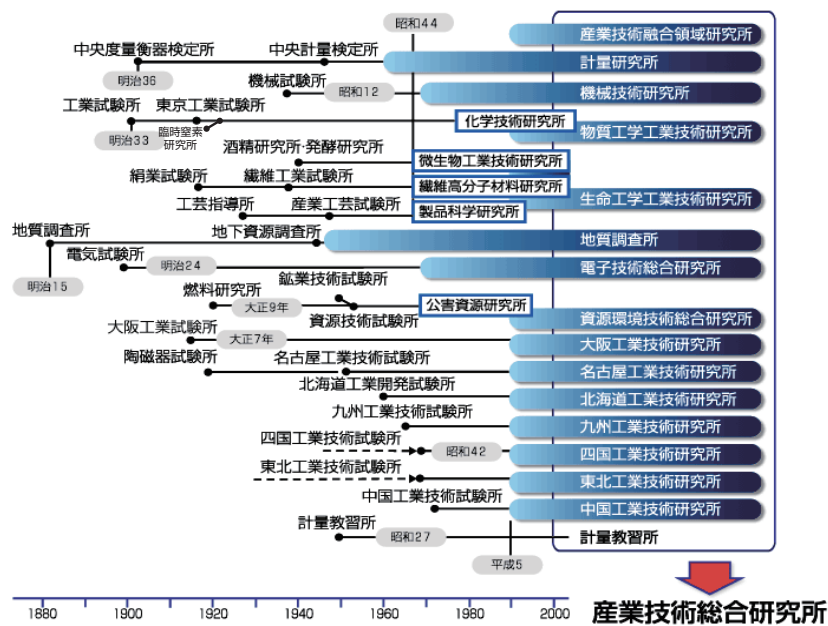 昭和44
産業技術融合領域研究所
中央度量衡器検定所
中央計量検定所
計量研究所
明治36
機械試験所
昭和12
機械技術研究所
工業試験所
東京工業試験所
化学技術研究所
明治33
臨時窒素
研究所
物質工学工業技術研究所
酒精研究所·発酵研究所
微生物工業技術研究所
絹業試験所
繊維工業試験所
繊維高分子材料研究所
生命工学工業技術研究所
工芸指導所
産業工芸試験所
製品科学研究所
地質調査所
地下資源調査所
地質調査所
電気試験所
明治24
電子技術総合研究所
明治15
鉱業技術試験所
燃料研究所
大正9年
公害資源研究所
資源技術試験所
資源環境技術総合研究所
大阪工業試験所
大正7年
大阪工業技術研究所
陶磁器試験所
名古屋工業技術試験所
名古屋工業技術研究所
北海道工業開発試験所
北海道工業技術研究所
九州工業技術試験所
九州工業技術研究所
四国工業技術試験所
昭和42
四国工業技術研究所
東北工業技術試験所
東北工業技術研究所
中国工業技術試験所
中国工業技術研究所
計量教習所
昭和27
計量教習所
平成5
1880 1900 1920 1940 1960 1970 1980 1990 2000
産業技術総合研究所